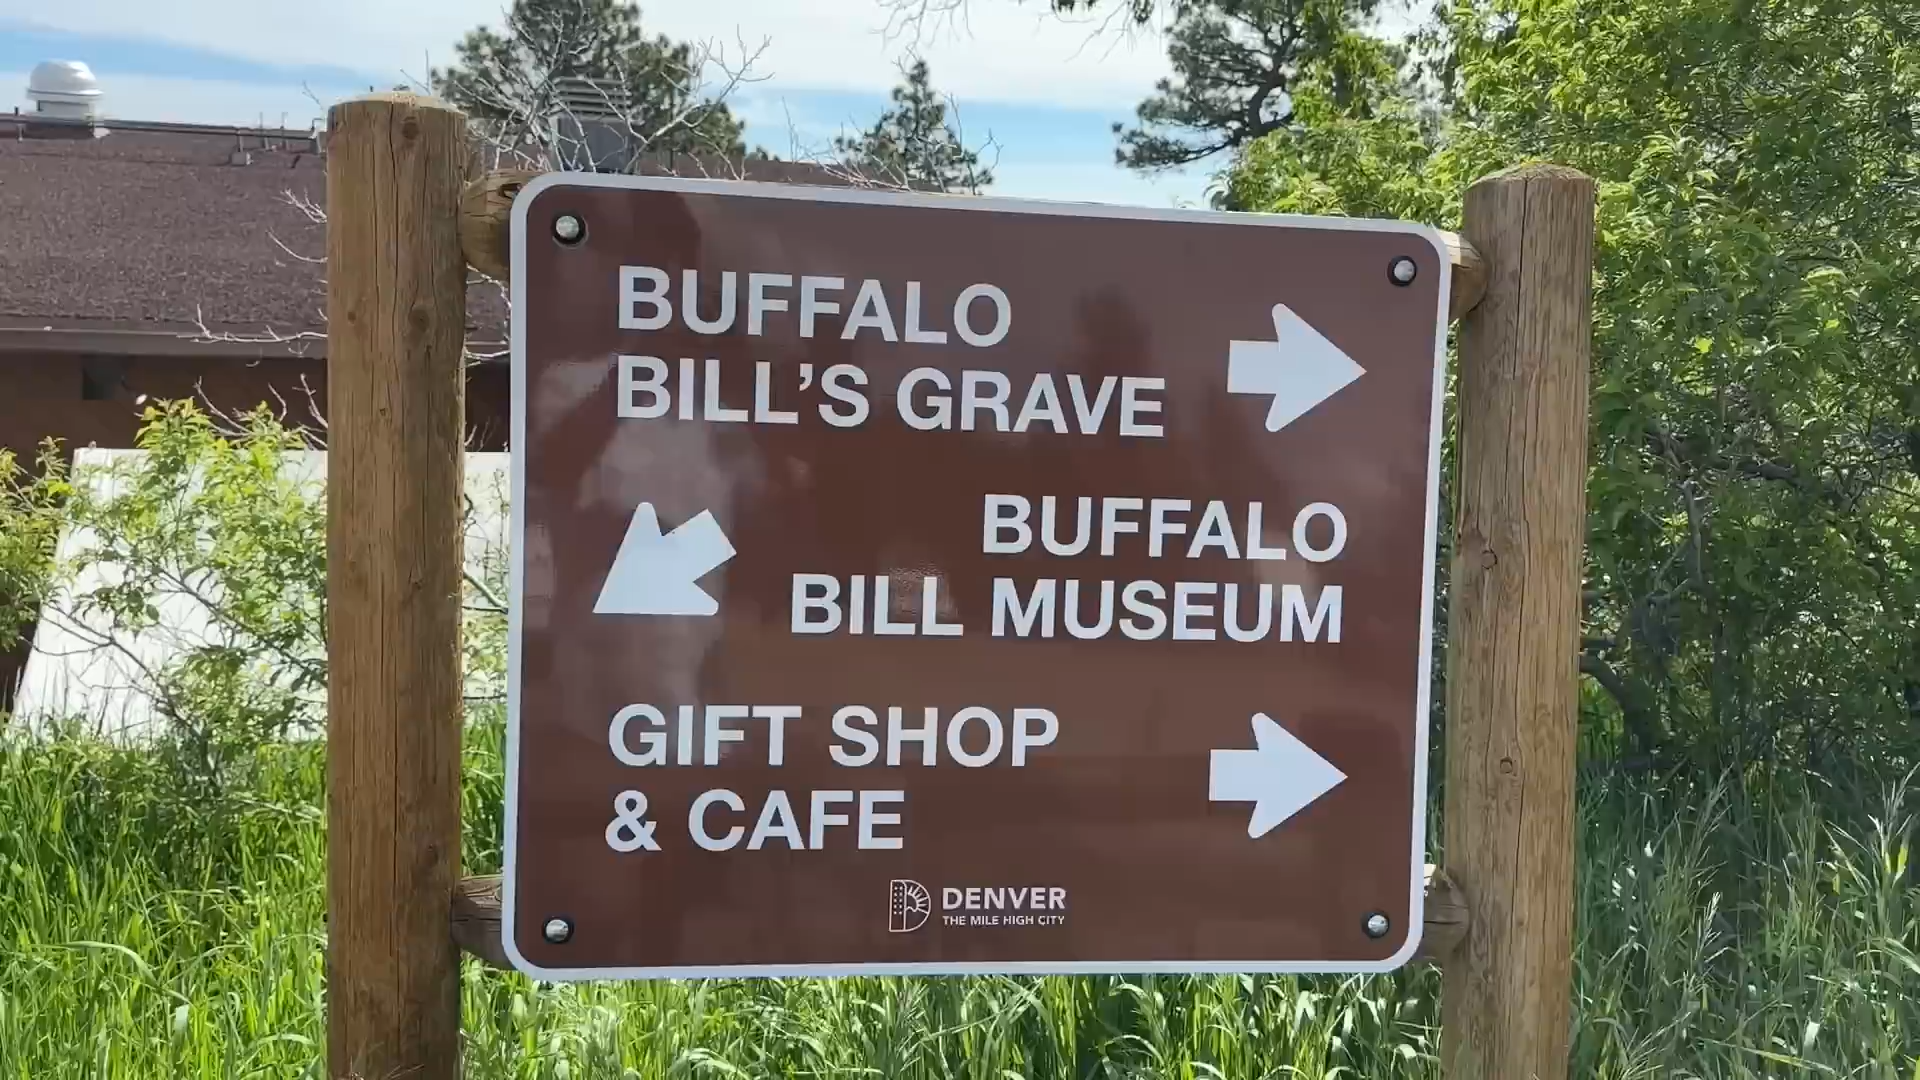 BUFFALO
BILL’S GRAVE
BUFFALO
BILL MUSEUM
GIFT SHOP
& CAFE
DENVER
THE MILE HIGH CITY